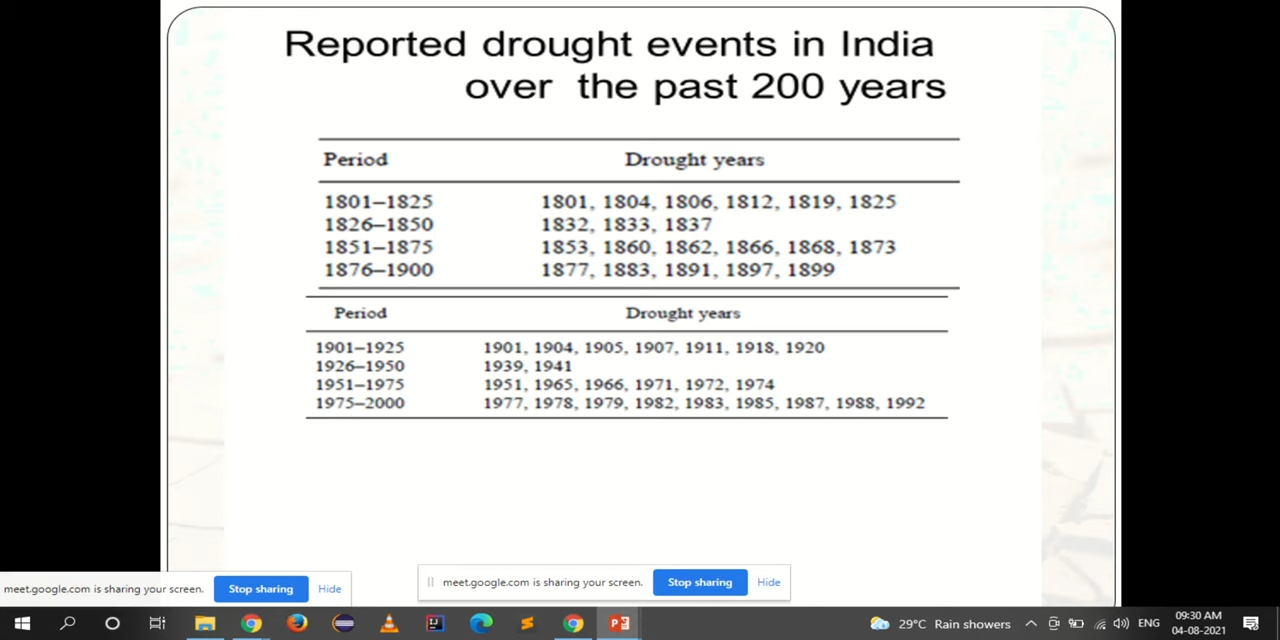 Reported drought events in India
over the past 200 years
Period Drought years
1801–1825 1801, 1804, 1806, 1812, 1819, 1825
1826–1850 1832, 1833, 1837
1851–1875 1853, 1860, 1862, 1866, 1868, 1873
1876–1900 1877, 1883, 1891, 1897, 1899
Period Drought years
1901–1925 1901, 1904, 1905, 1907, 1911, 1918, 1920
1926–1950 1939, 1941
1951–1975 1951, 1965, 1966, 1971, 1972, 1974
1975–2000 1977, 1978, 1979, 1982, 1983, 1985, 1987, 1988, 1992
meet.google.com is sharing your screen. Stop sharing Hide
meet.google.com is sharing your screen. Stop sharing Hide
29°C Rain showers ENG
09:30 AM
04-08-2021